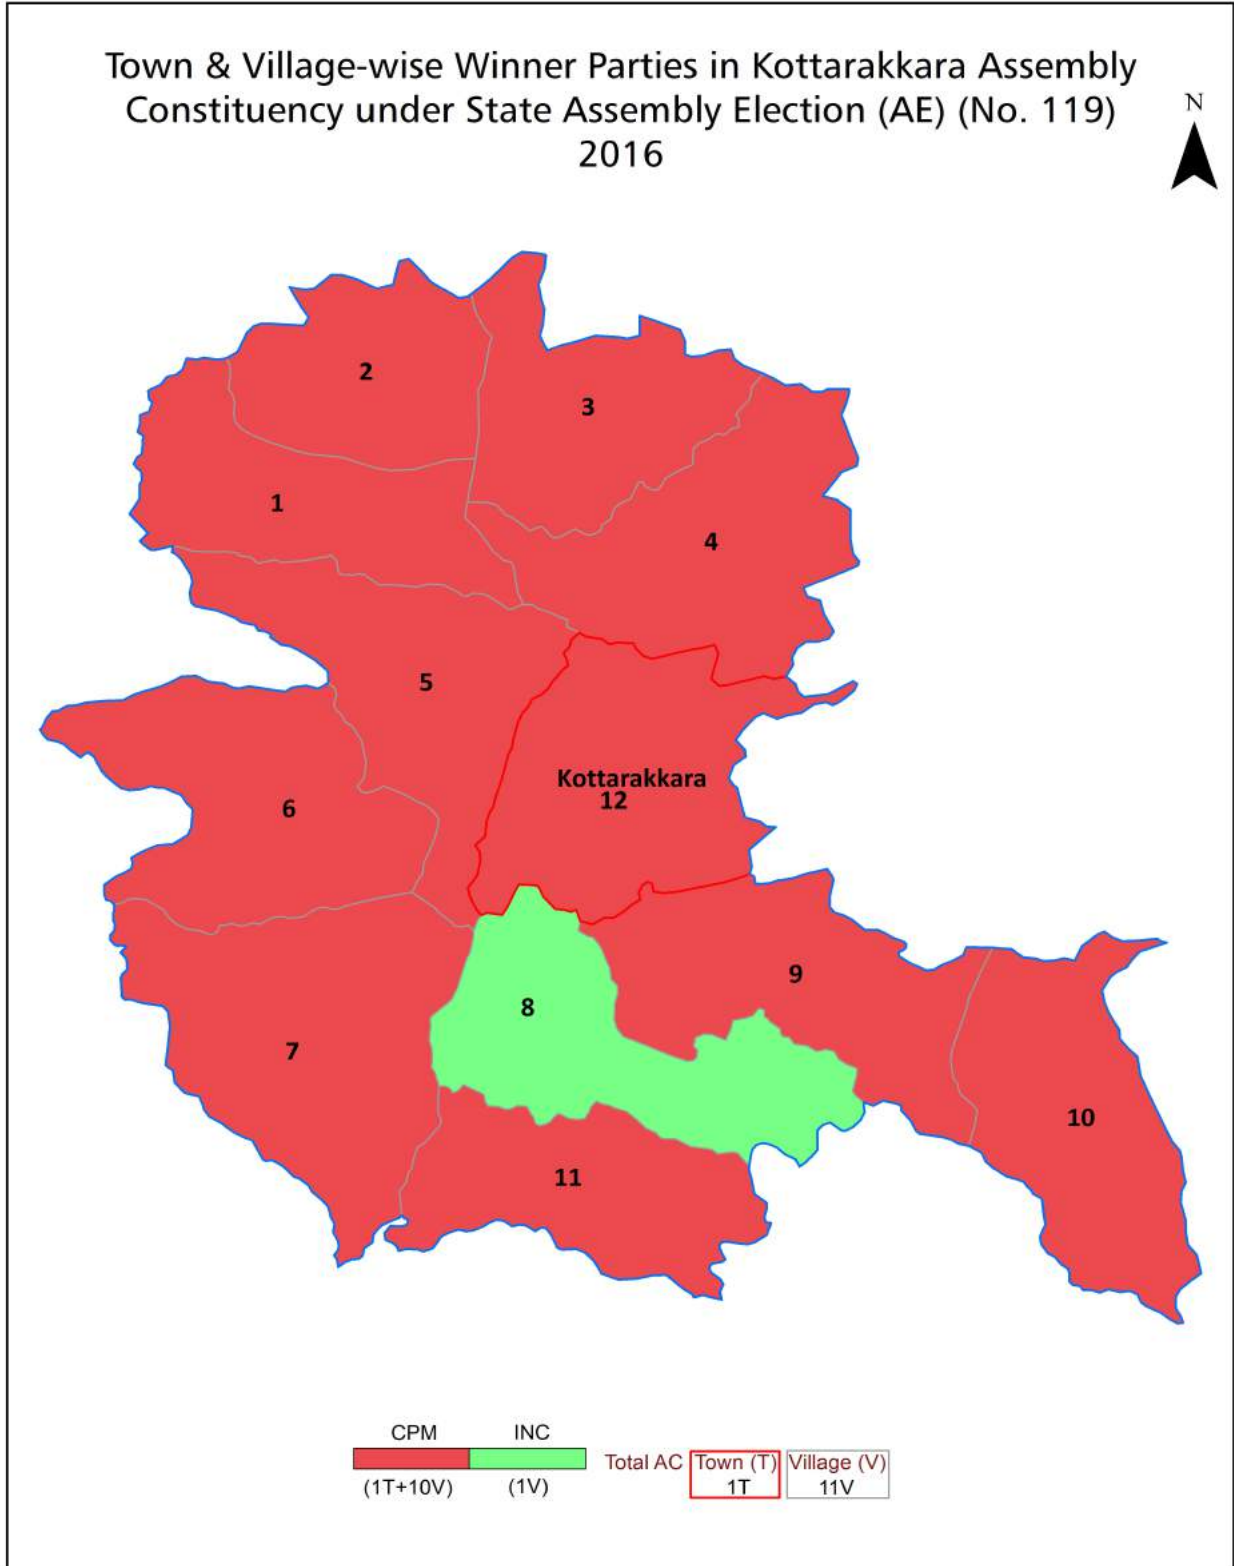 Town & Village-wise Winner Parties in Kottarakkara Assembly
Constituency under State Assembly Election (AE) (No. 119)
2016
N
2
3
1
4
5
Kottarakkara
12
6
9
8
7
10
11
CPM INC
Total AC Town (T) Village (V)
(1T+10V) (1V) 1T 11V